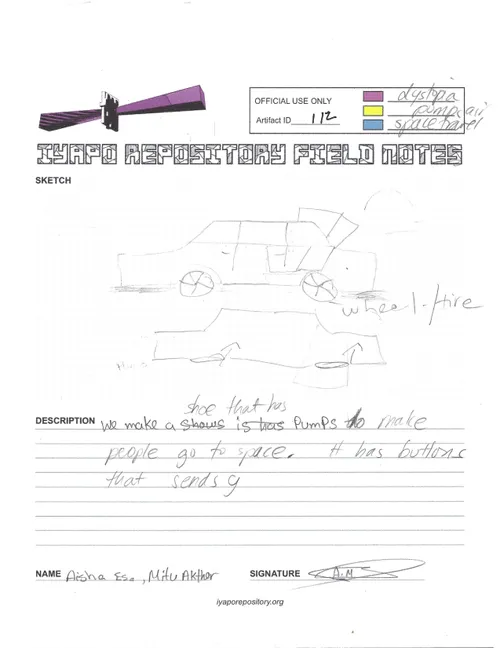 OFFICIAL USE ONLY
Artifact ID 112
dystopia
pump air
space travel
IYAPO REPOSITORY FIELD NOTES
SKETCH
wheel-tire
shoe that has
DESCRIPTION We make a shows is has PumPs to make
people go to space. It has buttons
that sends g
NAME Aisha Es., Mitu Akther
SIGNATURE A.M
iyaporepository.org